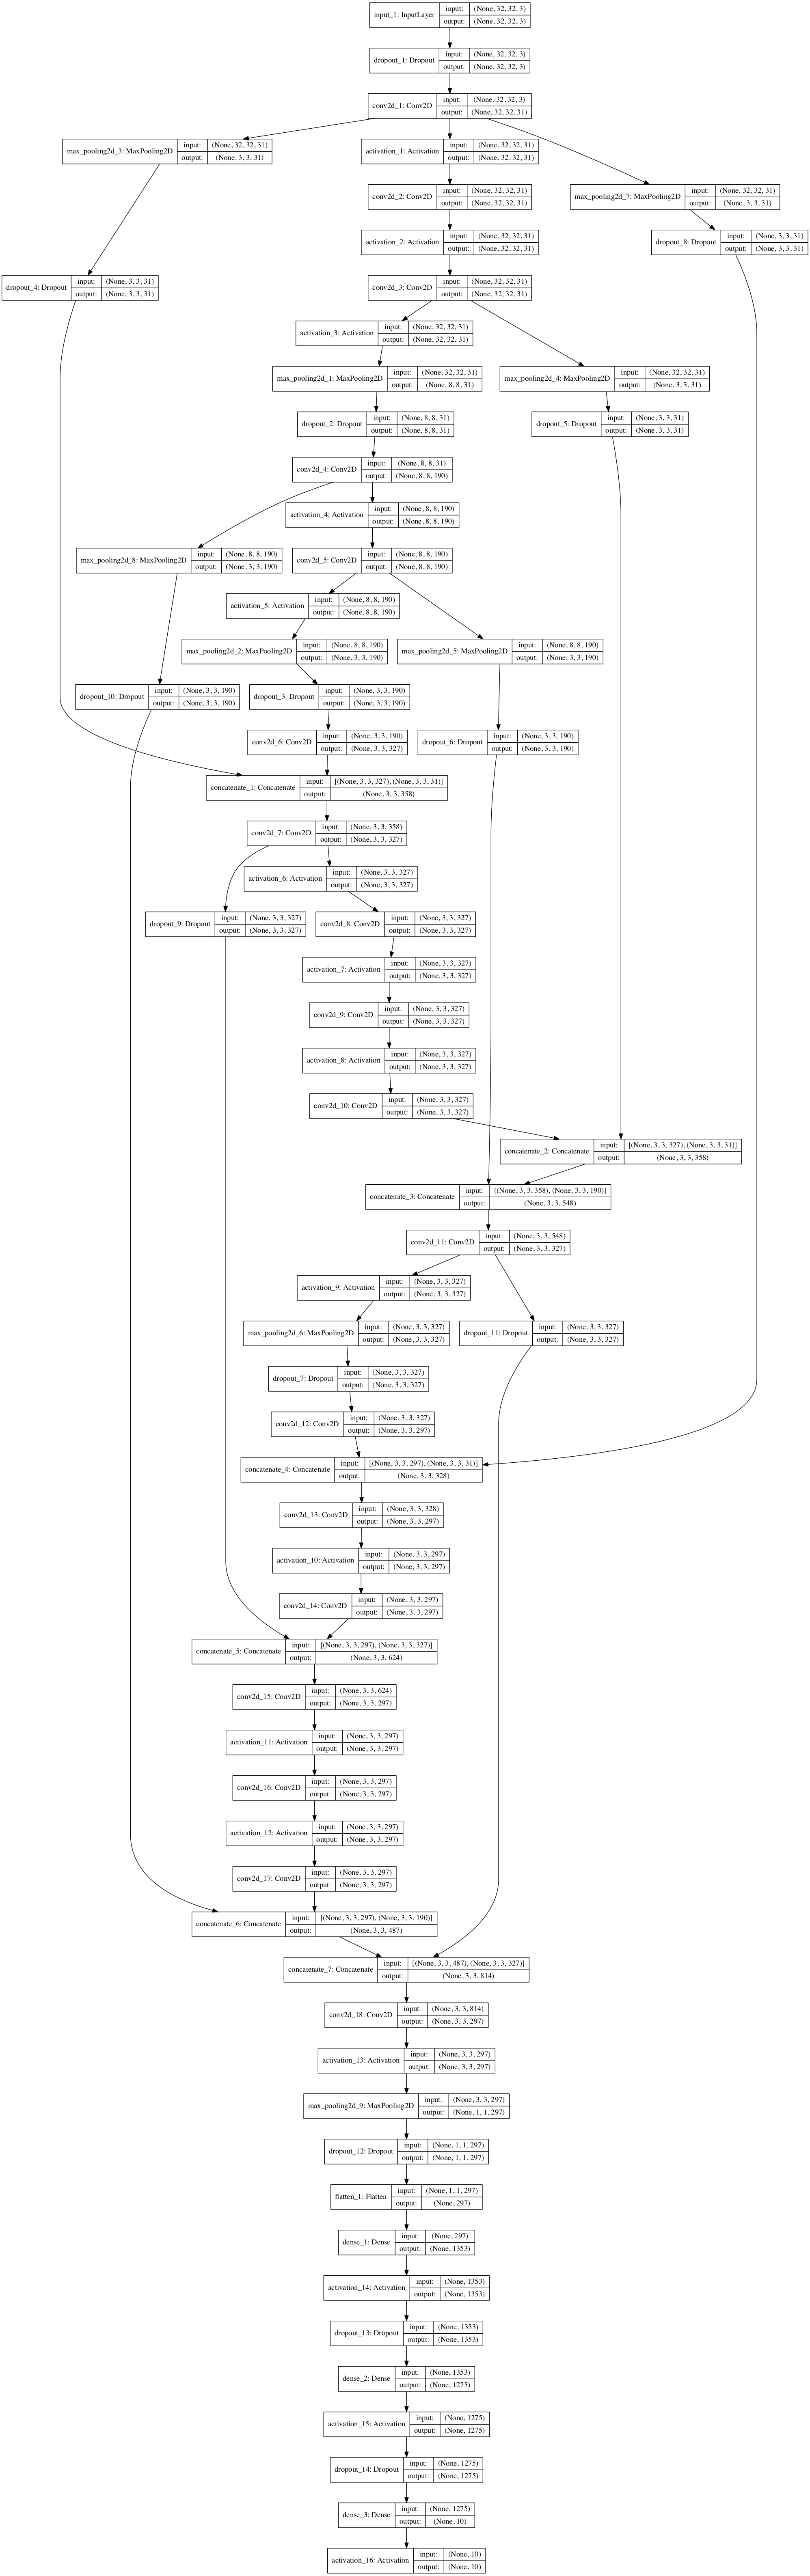 input_1: InputLayer input: (None, 32, 32, 3)
output: (None, 32, 32, 3)
dropout_1: Dropout input: (None, 32, 32, 3)
output: (None, 32, 32, 3)
conv2d_1: Conv2D input: (None, 32, 32, 3)
output: (None, 32, 32, 31)
max_pooling2d_3: MaxPooling2D input: (None, 32, 32, 31)
output: (None, 3, 3, 31)
activation_1: Activation input: (None, 32, 32, 31)
output: (None, 32, 32, 31)
conv2d_2: Conv2D input: (None, 32, 32, 31)
output: (None, 32, 32, 31)
max_pooling2d_7: MaxPooling2D input: (None, 32, 32, 31)
output: (None, 3, 3, 31)
activation_2: Activation input: (None, 32, 32, 31)
output: (None, 32, 32, 31)
dropout_8: Dropout input: (None, 3, 3, 31)
output: (None, 3, 3, 31)
dropout_4: Dropout input: (None, 3, 3, 31)
output: (None, 3, 3, 31)
conv2d_3: Conv2D input: (None, 32, 32, 31)
output: (None, 32, 32, 31)
activation_3: Activation input: (None, 32, 32, 31)
output: (None, 32, 32, 31)
max_pooling2d_1: MaxPooling2D input: (None, 32, 32, 31)
output: (None, 8, 8, 31)
max_pooling2d_4: MaxPooling2D input: (None, 32, 32, 31)
output: (None, 3, 3, 31)
dropout_2: Dropout input: (None, 8, 8, 31)
output: (None, 8, 8, 31)
dropout_5: Dropout input: (None, 3, 3, 31)
output: (None, 3, 3, 31)
conv2d_4: Conv2D input: (None, 8, 8, 31)
output: (None, 8, 8, 190)
activation_4: Activation input: (None, 8, 8, 190)
output: (None, 8, 8, 190)
max_pooling2d_8: MaxPooling2D input: (None, 8, 8, 190)
output: (None, 3, 3, 190)
conv2d_5: Conv2D input: (None, 8, 8, 190)
output: (None, 8, 8, 190)
activation_5: Activation input: (None, 8, 8, 190)
output: (None, 8, 8, 190)
max_pooling2d_2: MaxPooling2D input: (None, 8, 8, 190)
output: (None, 3, 3, 190)
max_pooling2d_5: MaxPooling2D input: (None, 8, 8, 190)
output: (None, 3, 3, 190)
dropout_10: Dropout input: (None, 3, 3, 190)
output: (None, 3, 3, 190)
dropout_3: Dropout input: (None, 3, 3, 190)
output: (None, 3, 3, 190)
conv2d_6: Conv2D input: (None, 3, 3, 190)
output: (None, 3, 3, 327)
dropout_6: Dropout input: (None, 3, 3, 190)
output: (None, 3, 3, 190)
concatenate_1: Concatenate input: [(None, 3, 3, 327), (None, 3, 3, 31)]
output: (None, 3, 3, 358)
conv2d_7: Conv2D input: (None, 3, 3, 358)
output: (None, 3, 3, 327)
activation_6: Activation input: (None, 3, 3, 327)
output: (None, 3, 3, 327)
dropout_9: Dropout input: (None, 3, 3, 327)
output: (None, 3, 3, 327)
conv2d_8: Conv2D input: (None, 3, 3, 327)
output: (None, 3, 3, 327)
activation_7: Activation input: (None, 3, 3, 327)
output: (None, 3, 3, 327)
conv2d_9: Conv2D input: (None, 3, 3, 327)
output: (None, 3, 3, 327)
activation_8: Activation input: (None, 3, 3, 327)
output: (None, 3, 3, 327)
conv2d_10: Conv2D input: (None, 3, 3, 327)
output: (None, 3, 3, 327)
concatenate_2: Concatenate input: [(None, 3, 3, 327), (None, 3, 3, 31)]
output: (None, 3, 3, 358)
concatenate_3: Concatenate input: [(None, 3, 3, 358), (None, 3, 3, 190)]
output: (None, 3, 3, 548)
conv2d_11: Conv2D input: (None, 3, 3, 548)
output: (None, 3, 3, 327)
activation_9: Activation input: (None, 3, 3, 327)
output: (None, 3, 3, 327)
max_pooling2d_6: MaxPooling2D input: (None, 3, 3, 327)
output: (None, 3, 3, 327)
dropout_11: Dropout input: (None, 3, 3, 327)
output: (None, 3, 3, 327)
dropout_7: Dropout input: (None, 3, 3, 327)
output: (None, 3, 3, 327)
conv2d_12: Conv2D input: (None, 3, 3, 327)
output: (None, 3, 3, 297)
concatenate_4: Concatenate input: [(None, 3, 3, 297), (None, 3, 3, 31)]
output: (None, 3, 3, 328)
conv2d_13: Conv2D input: (None, 3, 3, 328)
output: (None, 3, 3, 297)
activation_10: Activation input: (None, 3, 3, 297)
output: (None, 3, 3, 297)
conv2d_14: Conv2D input: (None, 3, 3, 297)
output: (None, 3, 3, 297)
concatenate_5: Concatenate input: [(None, 3, 3, 297), (None, 3, 3, 327)]
output: (None, 3, 3, 624)
conv2d_15: Conv2D input: (None, 3, 3, 624)
output: (None, 3, 3, 297)
activation_11: Activation input: (None, 3, 3, 297)
output: (None, 3, 3, 297)
conv2d_16: Conv2D input: (None, 3, 3, 297)
output: (None, 3, 3, 297)
activation_12: Activation input: (None, 3, 3, 297)
output: (None, 3, 3, 297)
conv2d_17: Conv2D input: (None, 3, 3, 297)
output: (None, 3, 3, 297)
concatenate_6: Concatenate input: [(None, 3, 3, 297), (None, 3, 3, 190)]
output: (None, 3, 3, 487)
concatenate_7: Concatenate input: [(None, 3, 3, 487), (None, 3, 3, 327)]
output: (None, 3, 3, 814)
conv2d_18: Conv2D input: (None, 3, 3, 814)
output: (None, 3, 3, 297)
activation_13: Activation input: (None, 3, 3, 297)
output: (None, 3, 3, 297)
max_pooling2d_9: MaxPooling2D input: (None, 3, 3, 297)
output: (None, 1, 1, 297)
dropout_12: Dropout input: (None, 1, 1, 297)
output: (None, 1, 1, 297)
flatten_1: Flatten input: (None, 1, 1, 297)
output: (None, 297)
dense_1: Dense input: (None, 297)
output: (None, 1353)
activation_14: Activation input: (None, 1353)
output: (None, 1353)
dropout_13: Dropout input: (None, 1353)
output: (None, 1353)
dense_2: Dense input: (None, 1353)
output: (None, 1275)
activation_15: Activation input: (None, 1275)
output: (None, 1275)
dropout_14: Dropout input: (None, 1275)
output: (None, 1275)
dense_3: Dense input: (None, 1275)
output: (None, 10)
activation_16: Activation input: (None, 10)
output: (None, 10)